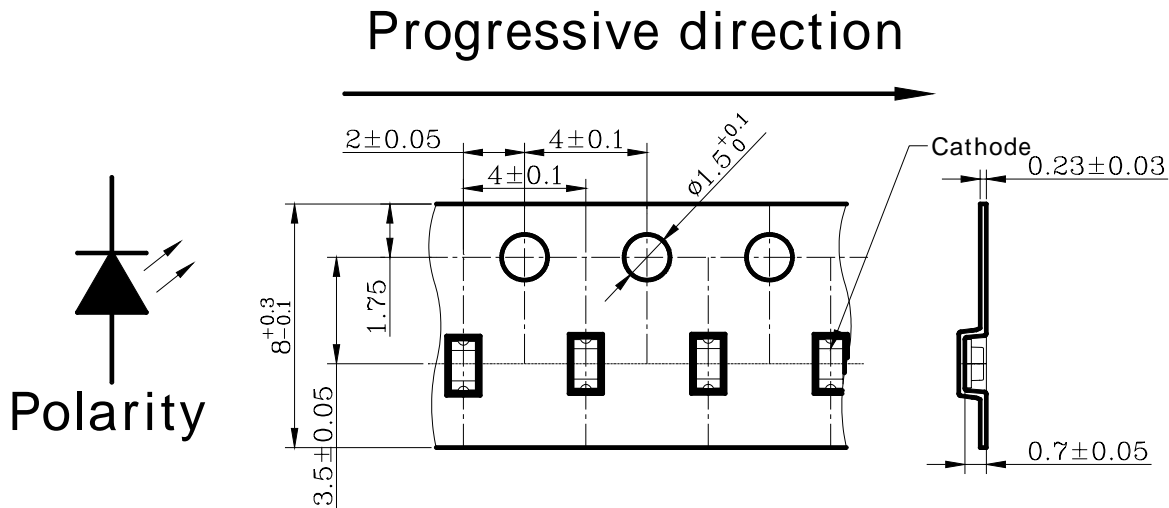 Progressive direction
2±0.05
4±0.1
4±0.1
ø1.5 +0.1 0
Cathode
0.23±0.03
8 +0.3 -0.1
1.75
3.5±0.05
Polarity
0.7±0.05